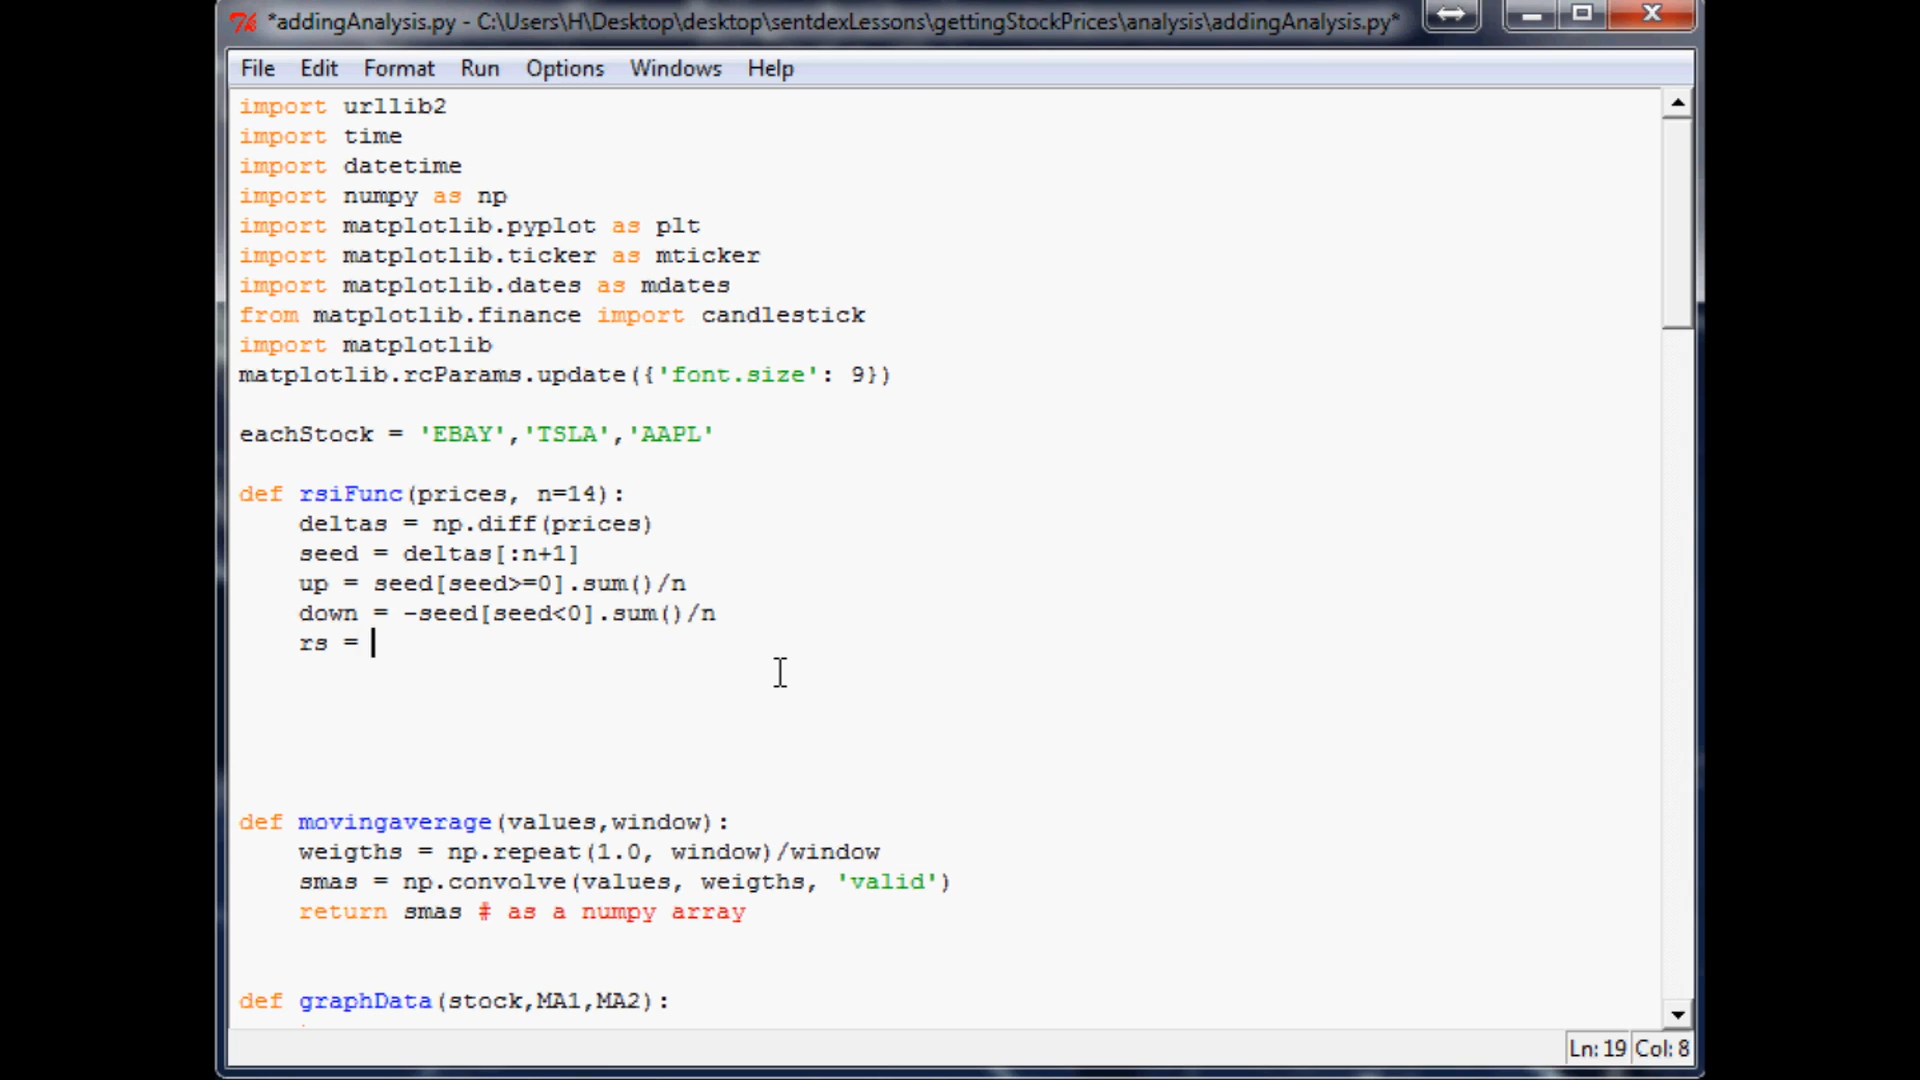 *addingAnalysis.py - C:\Users\H\Desktop\desktop\sentdexLessons\gettingStockPrices\analysis\addingAnalysis.py*
File Edit Format Run Options Windows Help
import urllib2
import time
import datetime
import numpy as np
import matplotlib.pyplot as plt
import matplotlib.ticker as mticker
import matplotlib.dates as mdates
from matplotlib.finance import candlestick
import matplotlib
matplotlib.rcParams.update({'font.size': 9})
eachStock = 'EBAY','TSLA','AAPL'
def rsiFunc(prices, n=14):
    deltas = np.diff(prices)
    seed = deltas[:n+1]
    up = seed[seed>=0].sum()/n
    down = -seed[seed<0].sum()/n
    rs =
def movingaverage(values,window):
    weigths = np.repeat(1.0, window)/window
    smas = np.convolve(values, weigths, 'valid')
    return smas # as a numpy array
def graphData(stock,MA1,MA2):
Ln: 19 Col: 8